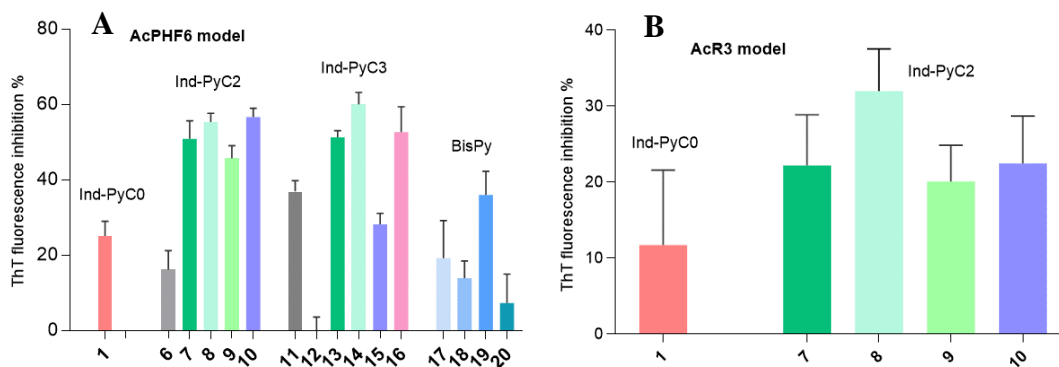 A
AcPHF6 model
ThT fluorescence inhibition %
80
60
40
20
0
Ind-PyC0
Ind-PyC2
Ind-PyC3
BisPy
1 6 7 8 9 10 11 12 13 14 15 16 17 18 19 20
B
AcR3 model
ThT fluorescence inhibition %
40
30
20
10
0
Ind-PyC0
Ind-PyC2
1 7 8 9 10